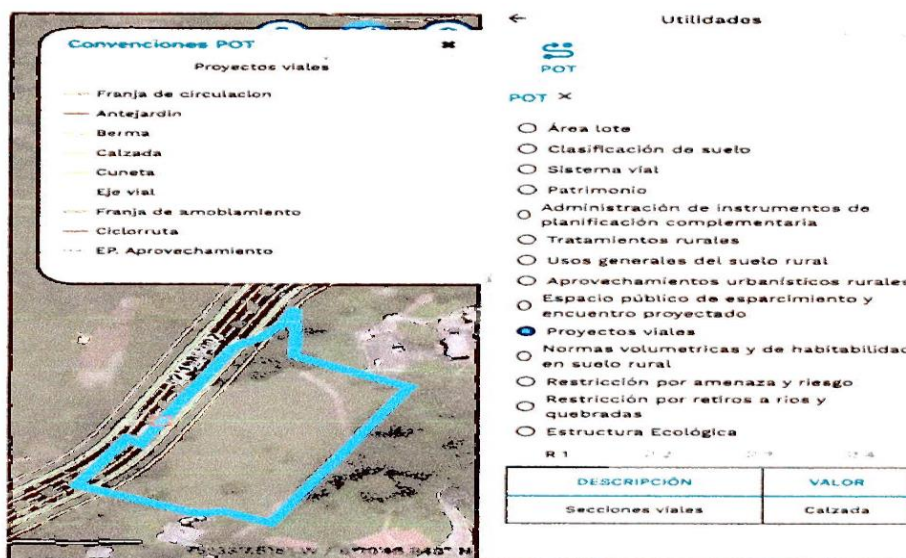 Convenciones POT ×
Proyectos viales
Franja de circulacion
Antejardín
Berma
Calzada
Cuneta
Eje vial
Franja de amoblamiento
Ciclorruta
EP. Aprovechamiento
← Utilidados
POT
POT ×
Área lote
Clasificación de suelo
Sistema vial
Patrimonio
Administración de instrumentos de
planificación complementaria
Tratamientos rurales
Usos generales del suelo rural
Aprovechamientos urbanísticos rurales
Espacio público de esparcimiento y
encuentro proyectado
Proyectos viales
Normas volumetricas y de habitabilidad
en suelo rural
Restricción por amenaza y riesgo
Restricción por retiros a ríos y
quebradas
Estructura Ecológica
R 1
DESCRIPCIÓN VALOR
Secciones viales Calzada